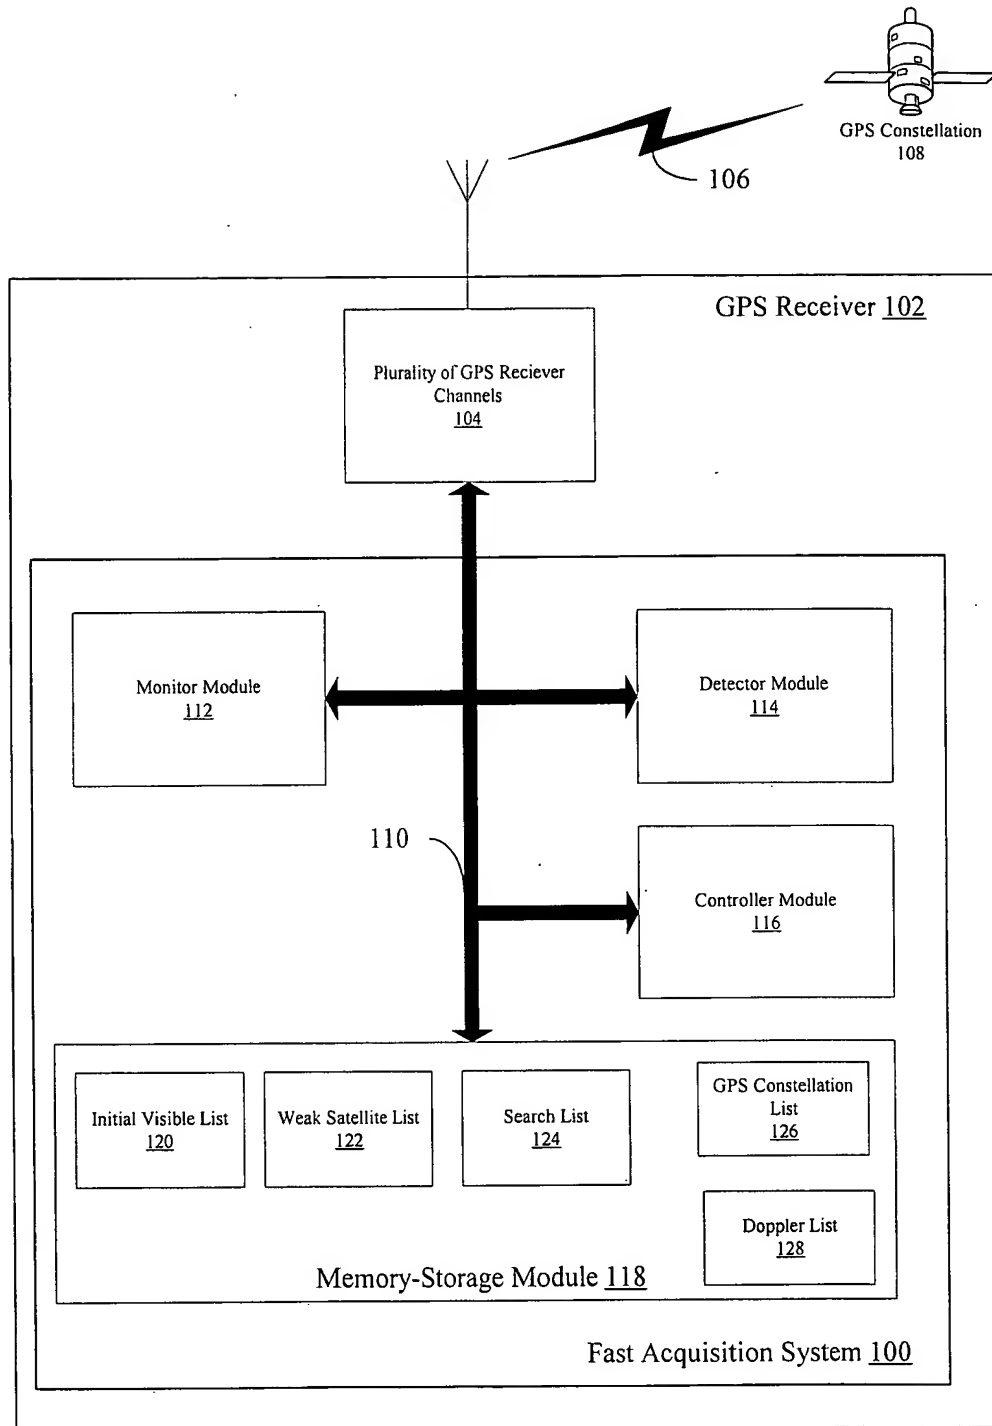 GPS Constellation
108
106
GPS Receiver 102
Plurality of GPS Reciever
Channels
104
Monitor Module
112
Detector Module
114
110
Controller Module
116
Initial Visible List
120
Weak Satellite List
122
Search List
124
GPS Constellation
List
126
Doppler List
128
Memory-Storage Module 118
Fast Acquisition System 100